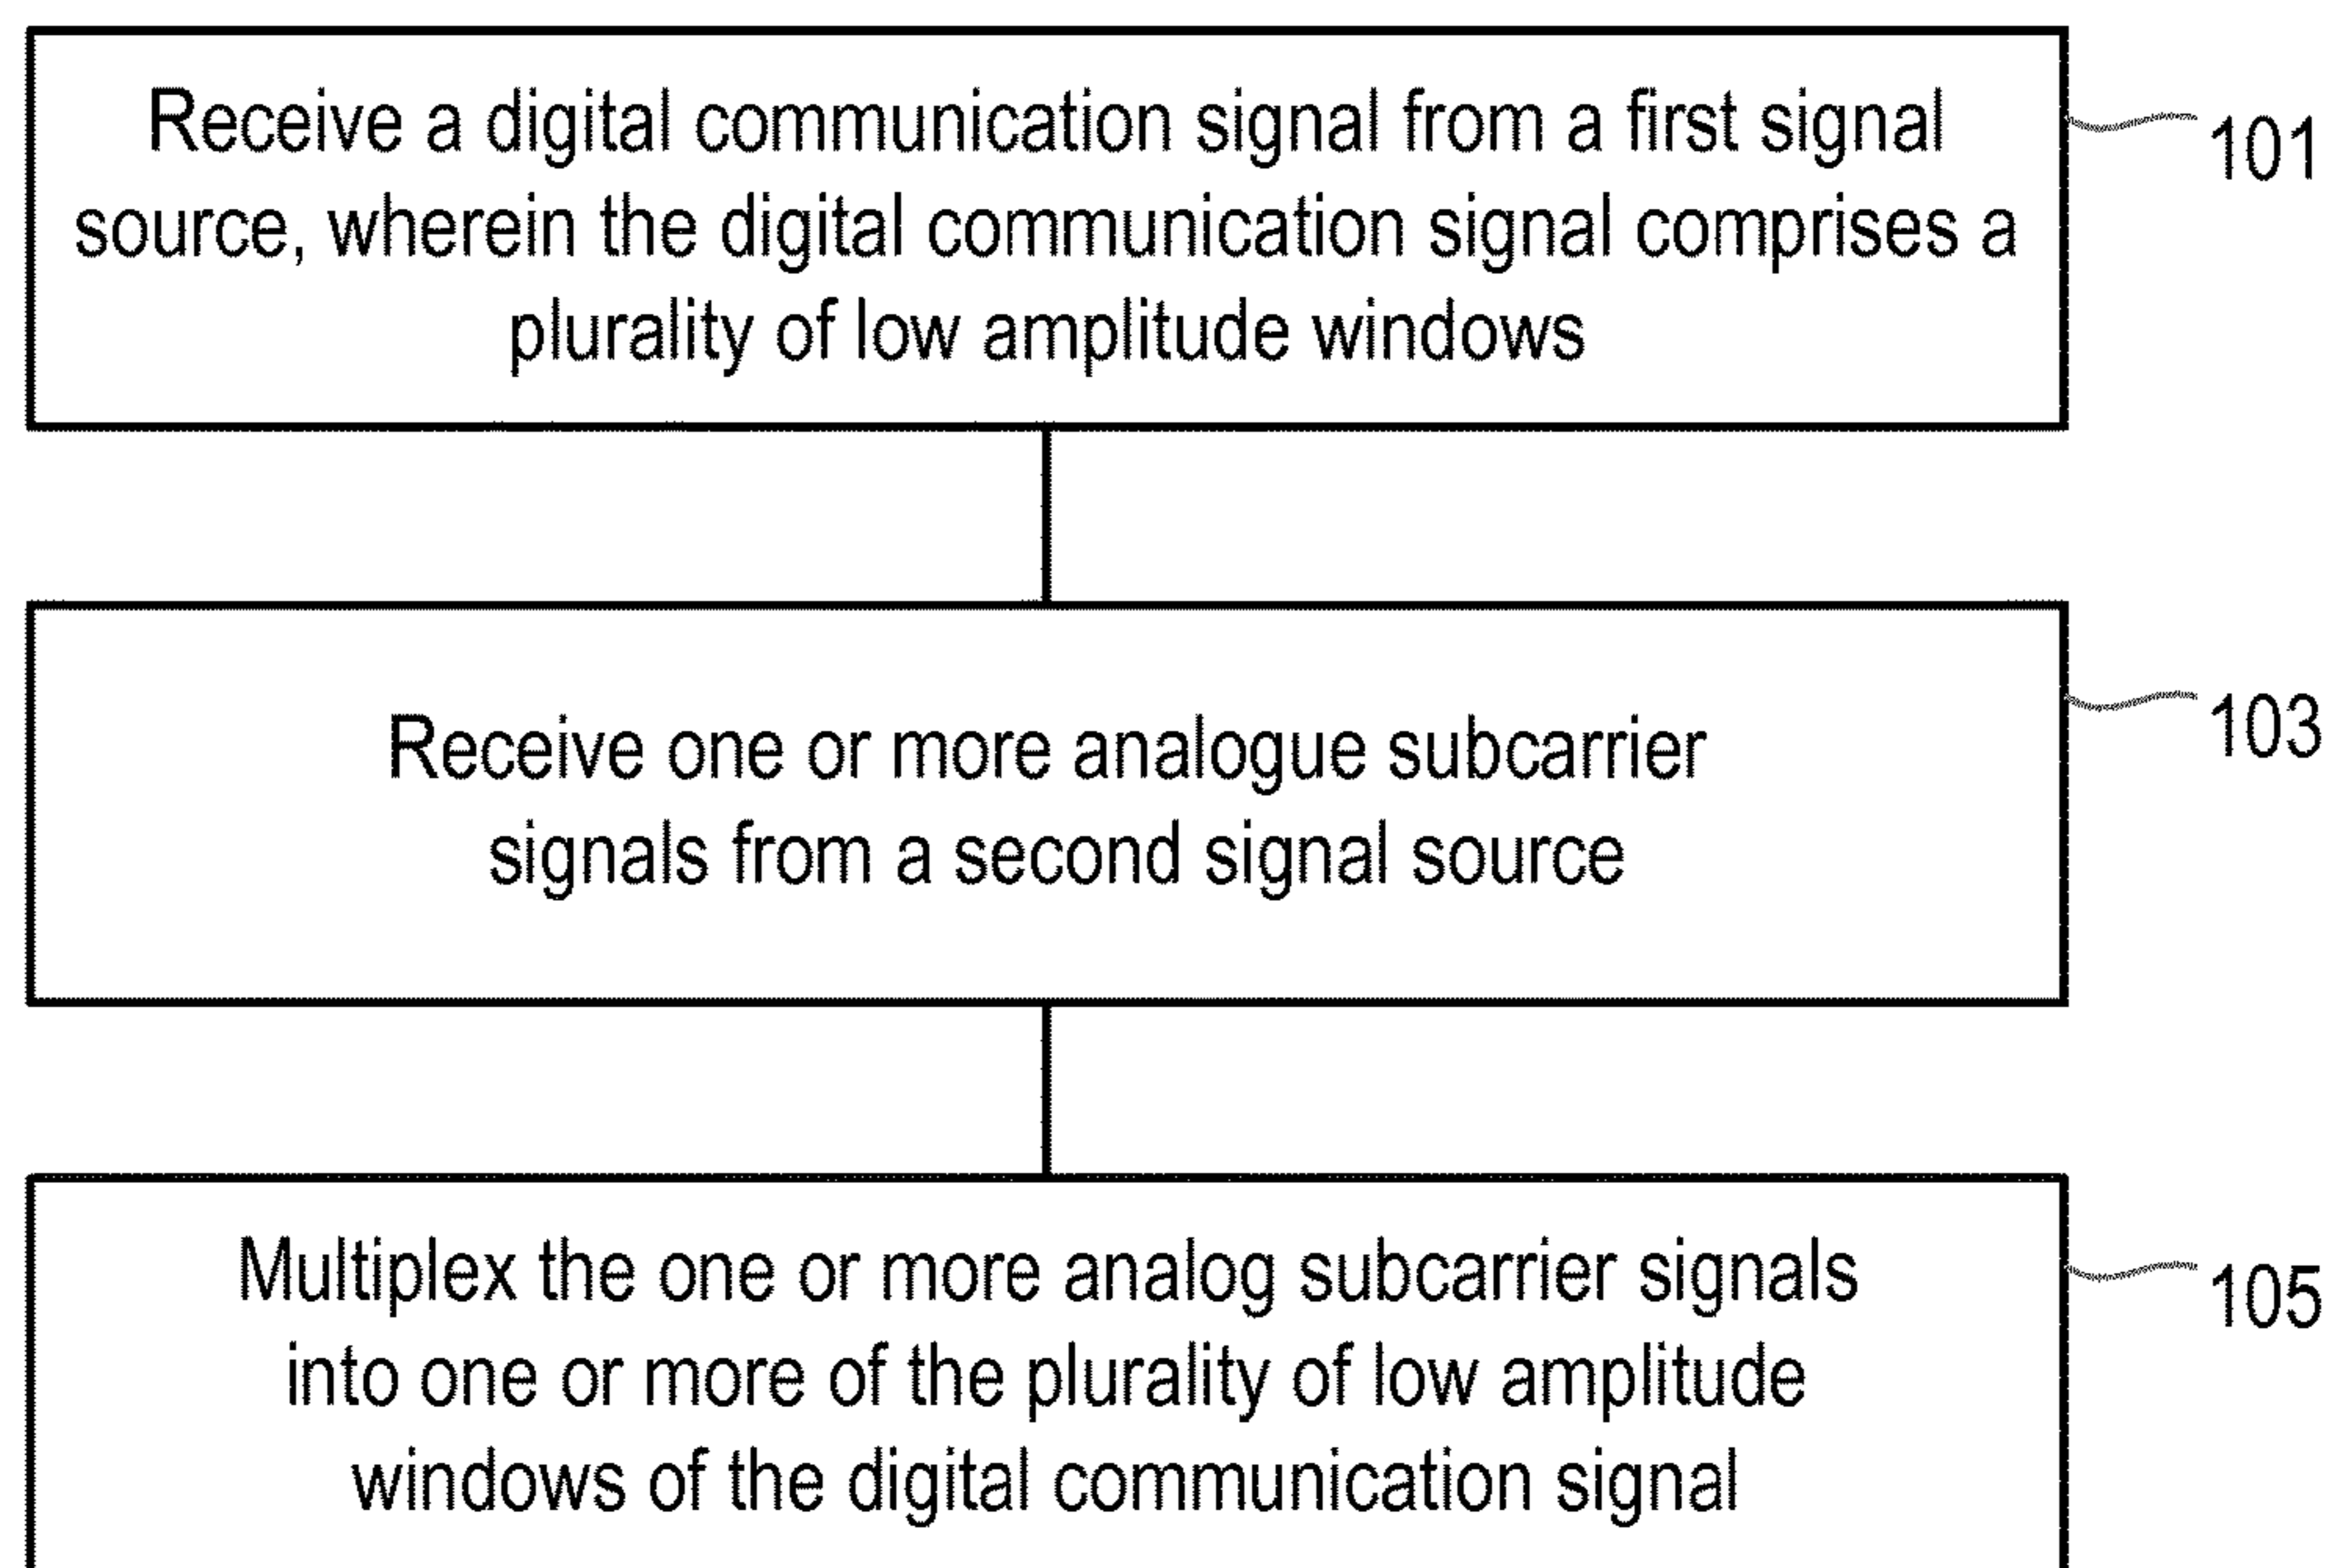 Receive a digital communication signal from a first signal
source, wherein the digital communication signal comprises a
plurality of low amplitude windows
101
Receive one or more analogue subcarrier
signals from a second signal source
103
Multiplex the one or more analog subcarrier signals
into one or more of the plurality of low amplitude
windows of the digital communication signal
105